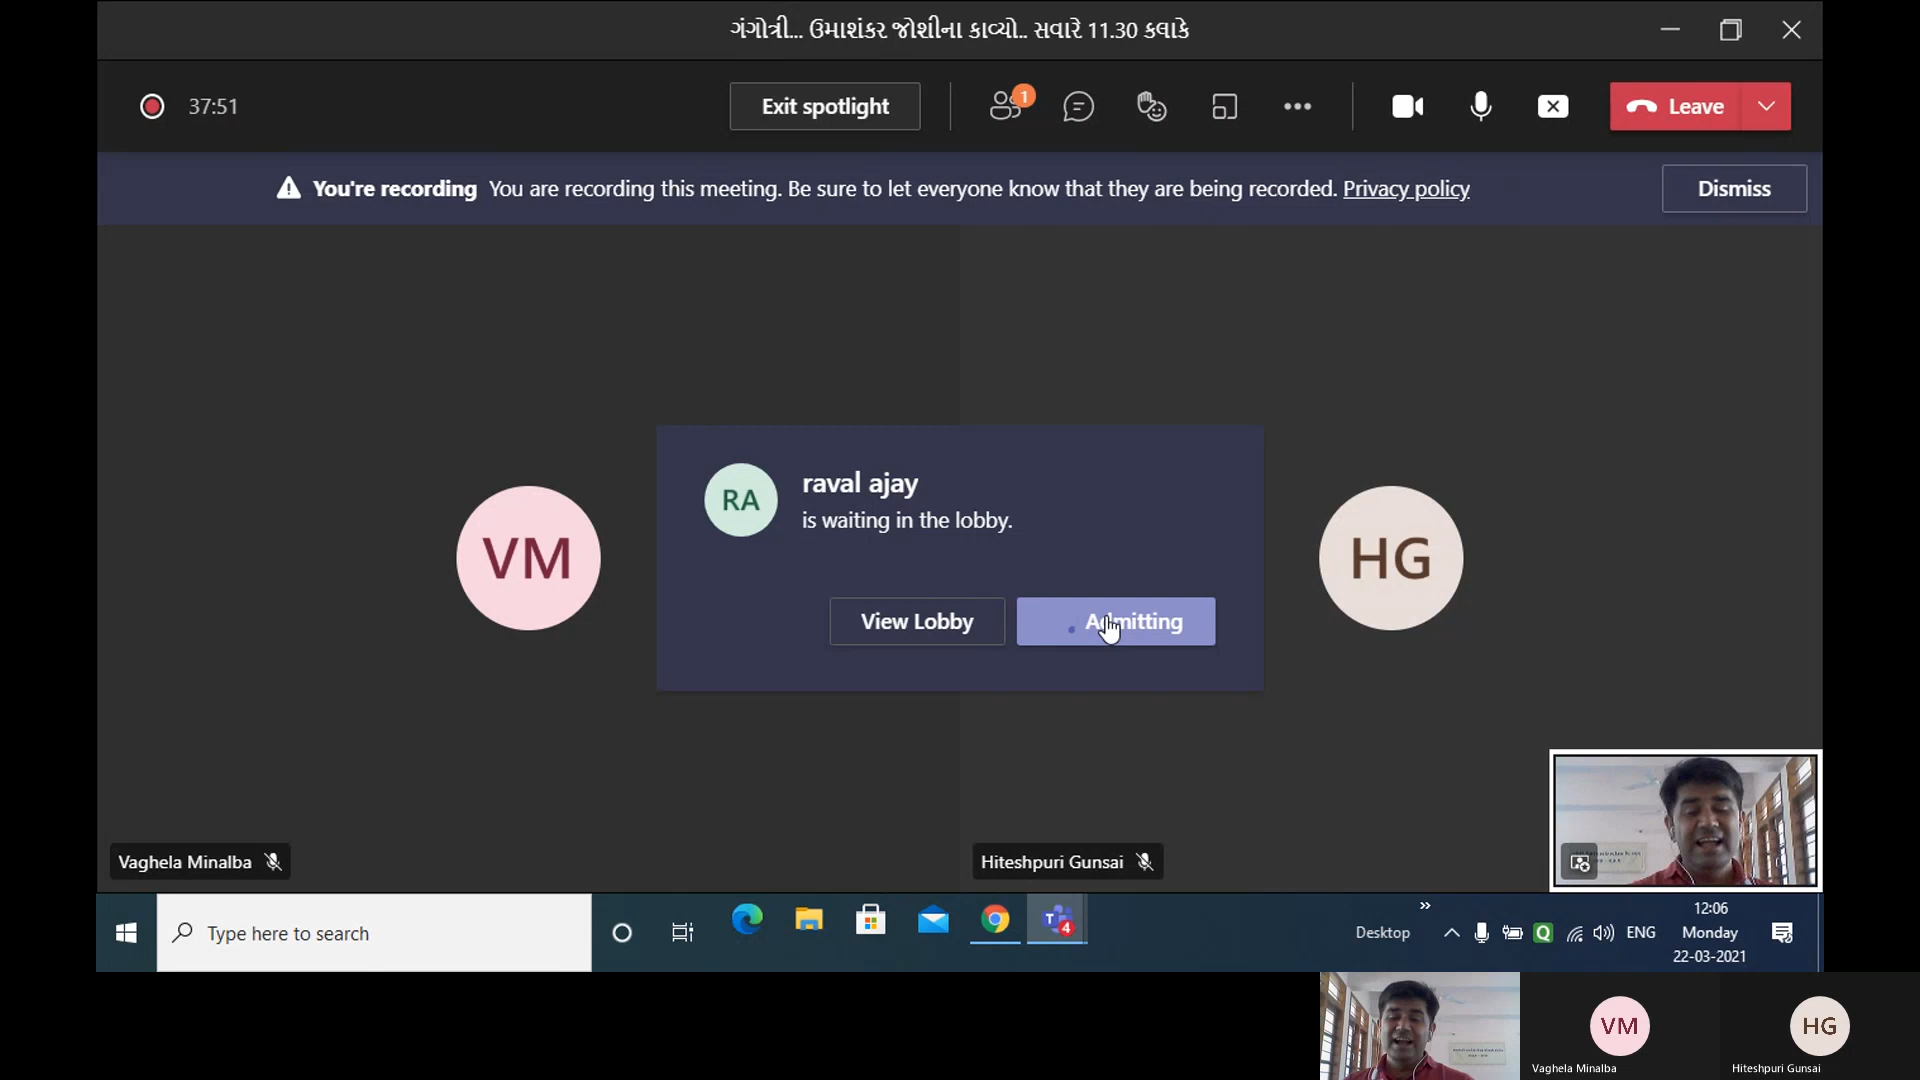 ગંગોત્રી... ઉમાશંકર જોશીના કાવ્યો.. સવારે 11.30 કલાકે
37:51
Exit spotlight
1
Leave
You're recording You are recording this meeting. Be sure to let everyone know that they are being recorded. Privacy policy
Dismiss
RA
raval ajay
is waiting in the lobby.
VM
HG
View Lobby
Admitting
Vaghela Minalba
Hiteshpuri Gunsai
Type here to search
T
4
Desktop
Q
ENG
12:06
Monday
22-03-2021
VM
HG
Vaghela Minalba
Hiteshpuri Gunsai